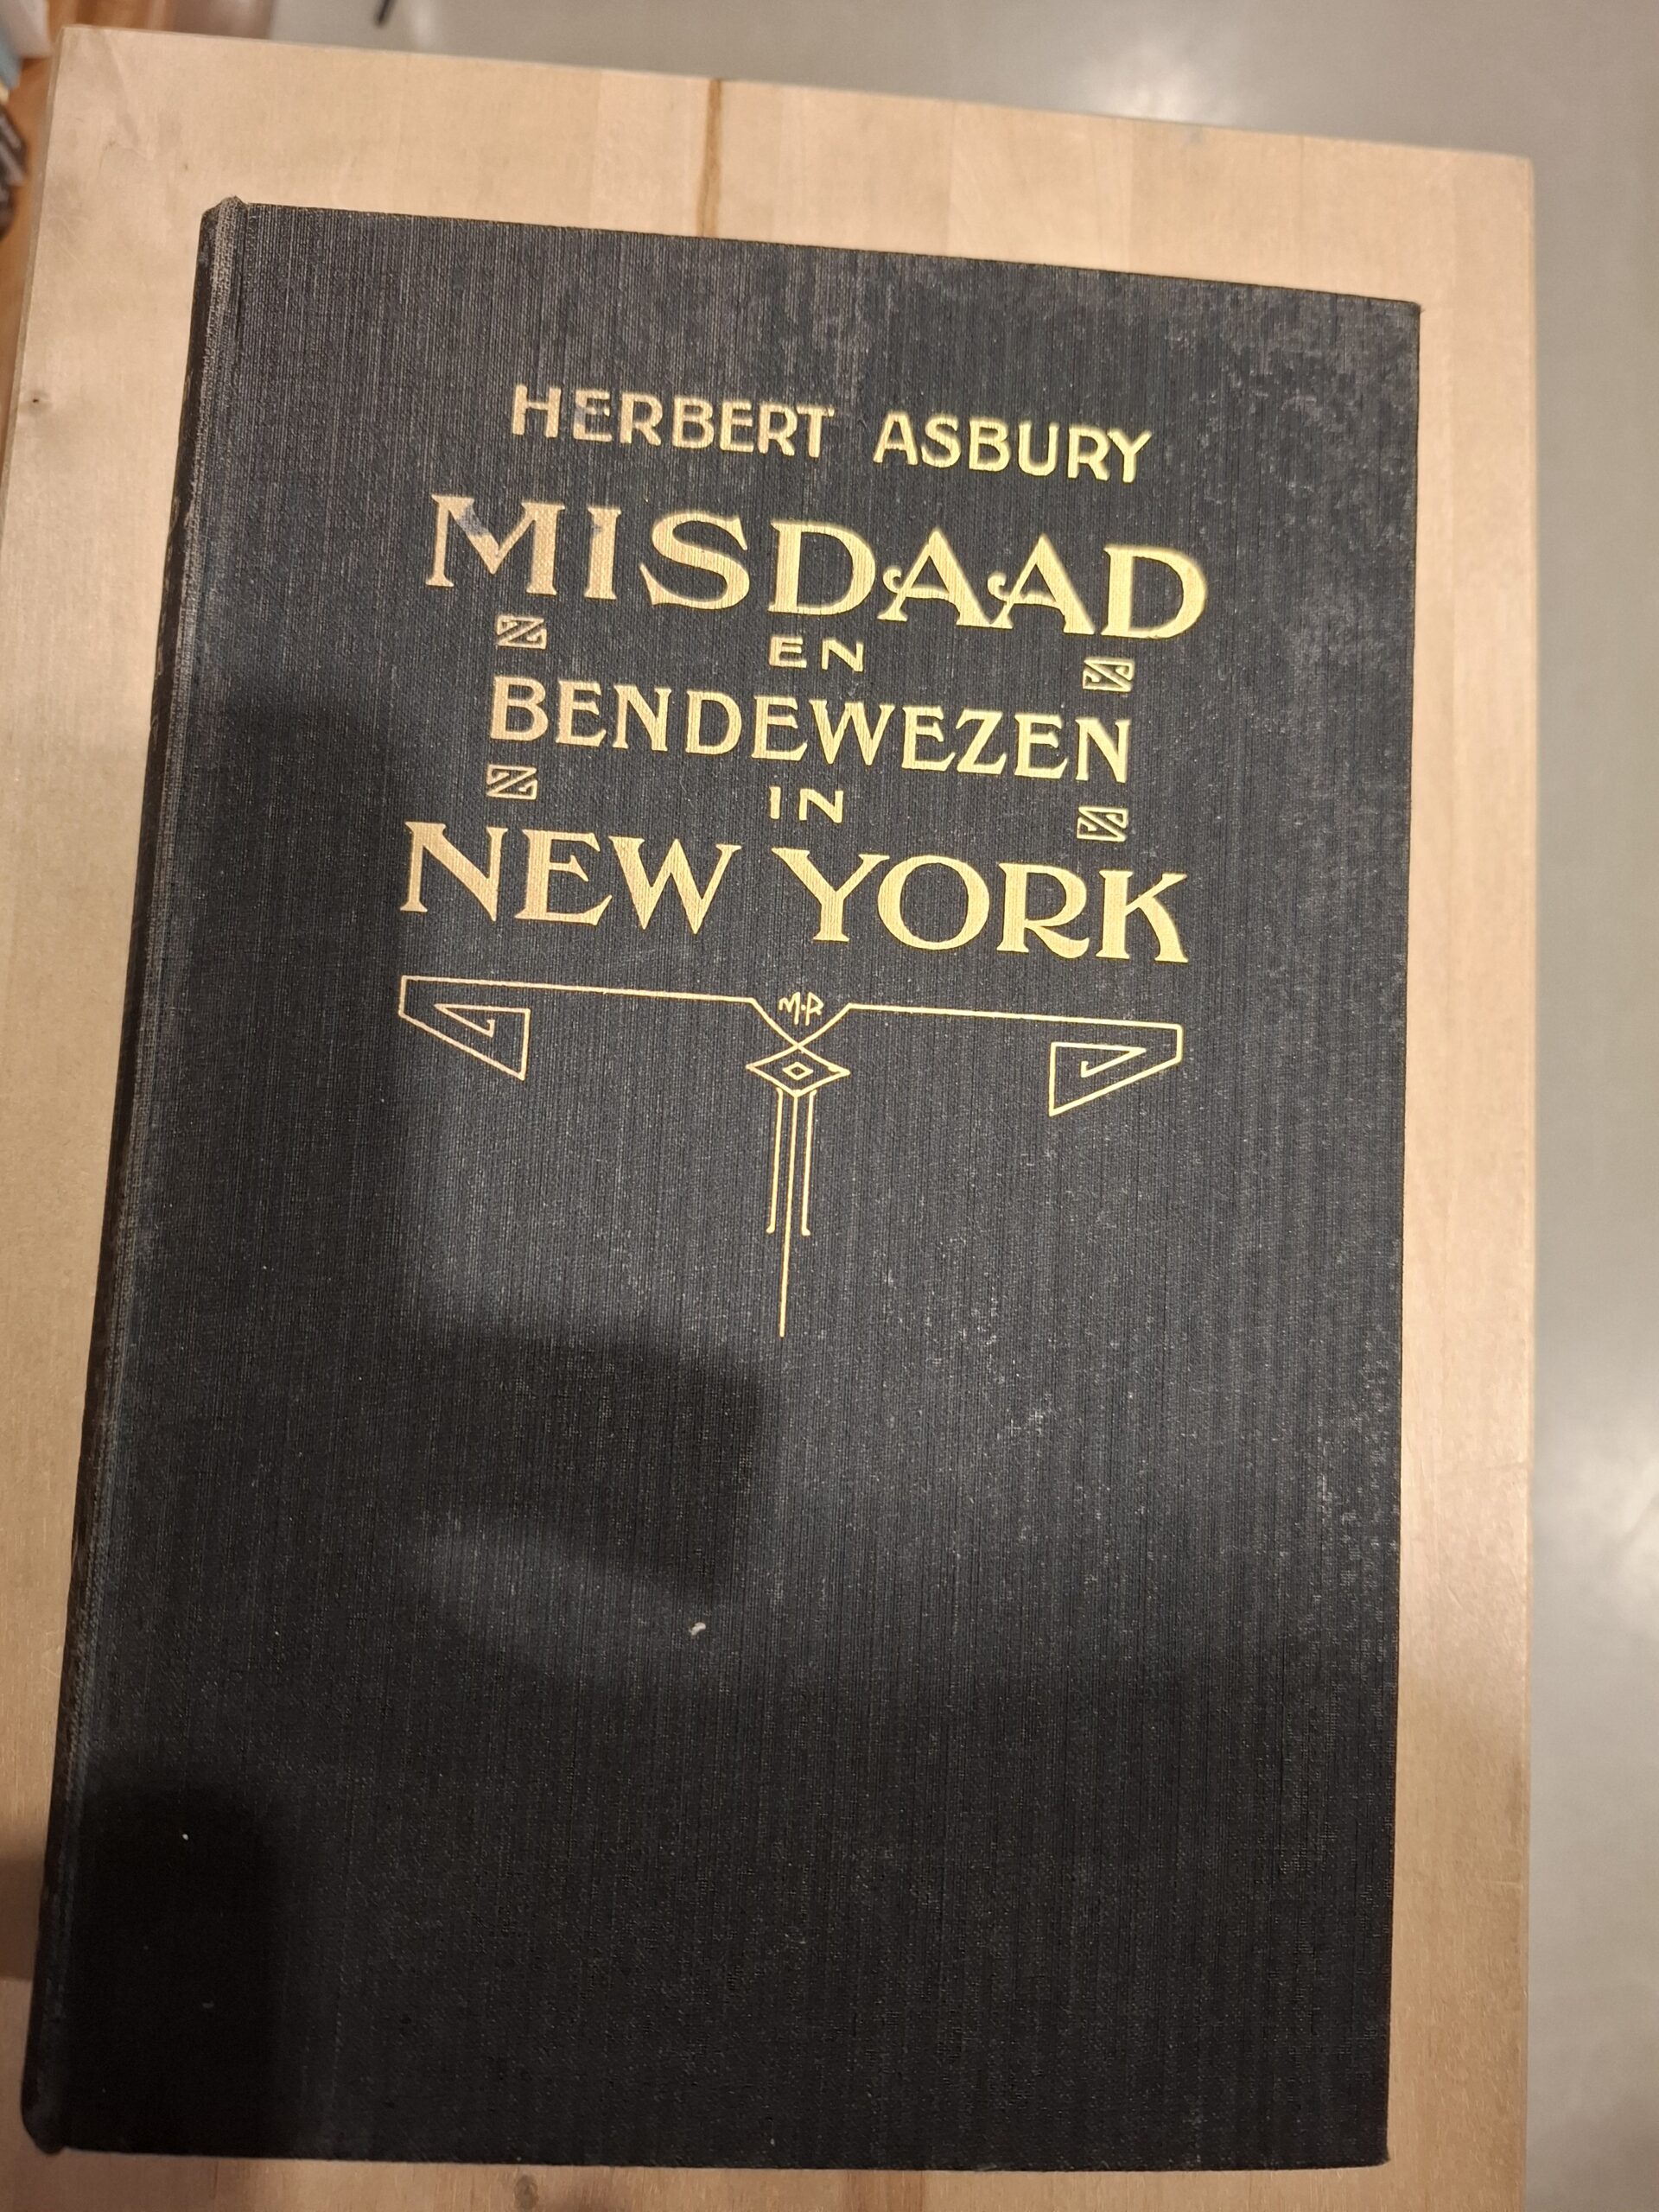 HERBERT ASBURY
MISDAAD
EN
BENDEWEZEN
IN
NEW YORK
M·R